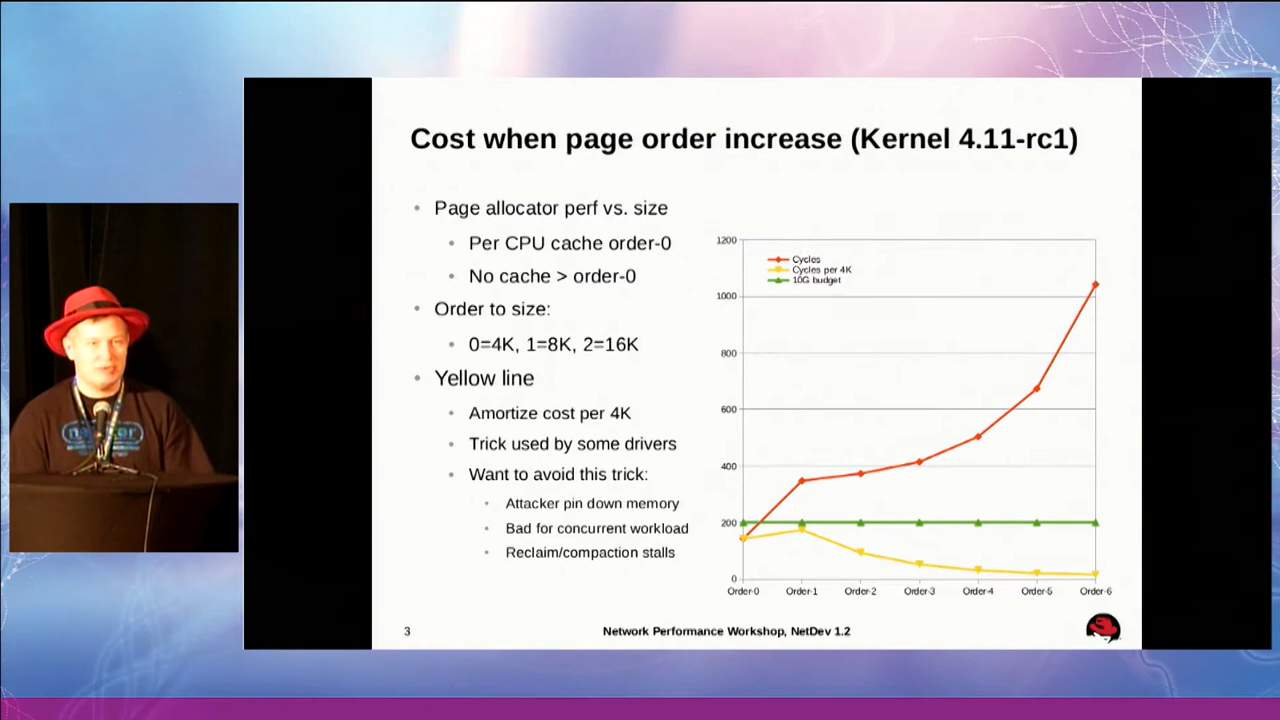 Cost when page order increase (Kernel 4.11-rc1)
• Page allocator perf vs. size
• Per CPU cache order-0
• No cache > order-0
• Order to size:
• 0=4K, 1=8K, 2=16K
• Yellow line
• Amortize cost per 4K
• Trick used by some drivers
• Want to avoid this trick:
• Attacker pin down memory
• Bad for concurrent workload
• Reclaim/compaction stalls
1200
1000
800
600
400
200
0
Cycles
Cycles per 4K
10G budget
Order-0 Order-1 Order-2 Order-3 Order-4 Order-5 Order-6
3
Network Performance Workshop, NetDev 1.2